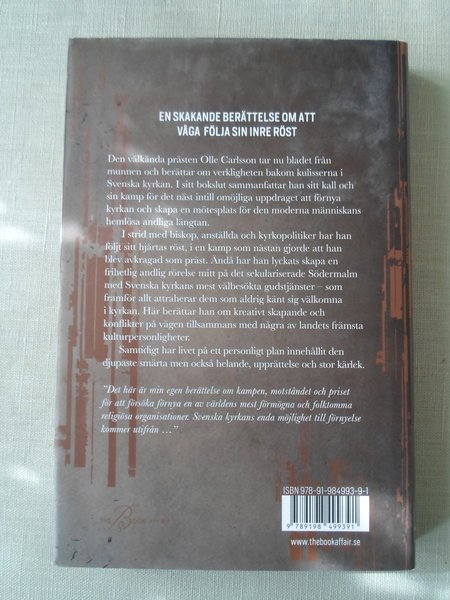 EN SKAKANDE BERÄTTELSE OM ATT
VÅGA FÖLJA SIN INRE RÖST
Den välkända prästen Olle Carlsson tar nu bladet från
munnen och berättar om verkligheten bakom kulisserna i
Svenska kyrkan. I sitt bokslut sammanfattar han sitt kall och
sin kamp för det näst intill omöjliga uppdraget att förnya
kyrkan och skapa en mötesplats för den moderna människans
hemlösa andliga längtan.
I strid med biskop, anställda och kyrkopolitiker har han
följt sitt hjärtas röst, i en kamp som nästan gjorde att han
blev avkragad som präst. Ändå har han lyckats skapa en
frihetlig andlig rörelse mitt på det sekulariserade Södermalm
med Svenska kyrkans mest välbesökta gudstjänster – som
framför allt attraherar dem som aldrig känt sig välkomna
i kyrkan. Här berättar han om kreativt skapande och
konflikter på vägen tillsammans med några av landets främsta
kulturpersonligheter.
Samtidigt har livet på ett personligt plan innehållit den
djupaste smärta men också helande, upprättelse och stor kärlek.
”Det här är min egen berättelse om kampen, motståndet och priset
för att försöka förnya en av världens mest förmögna och folktomma
religiösa organisationer. Svenska kyrkans enda möjlighet till förnyelse
kommer utifrån …”
THE BOOK AFFAIR
ISBN 978-91-984993-9-1
9 789198 499391
www.thebookaffair.se